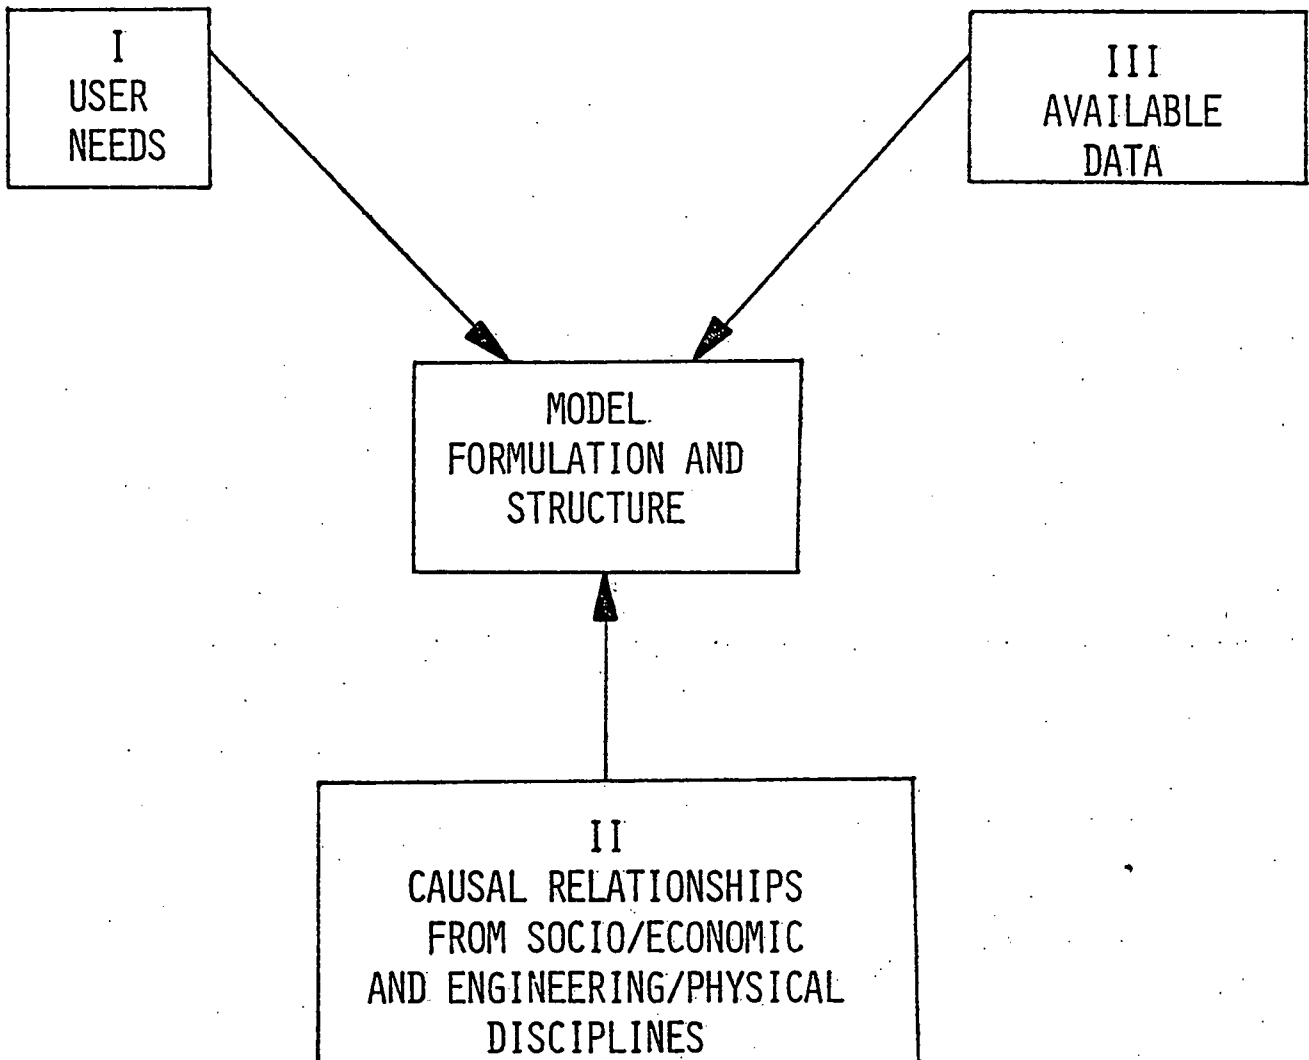 I
USER
NEEDS
III
AVAILABLE
DATA
MODEL
FORMULATION AND
STRUCTURE
II
CAUSAL RELATIONSHIPS
FROM SOCIO/ECONOMIC
AND ENGINEERING/PHYSICAL
DISCIPLINES